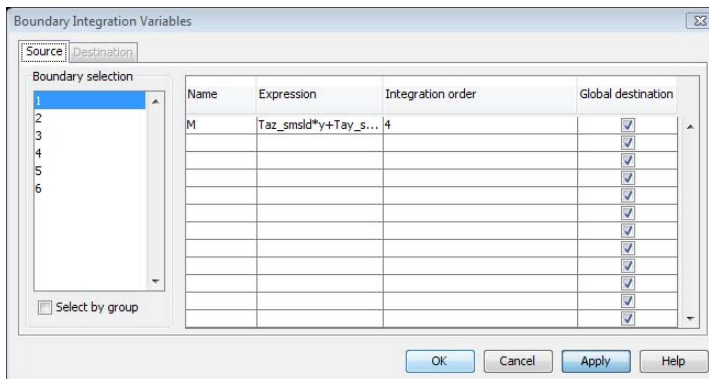 Boundary Integration Variables
Source Destination
Boundary selection
1
2
3
4
5
6
Select by group
Name Expression Integration order Global destination
M Taz_smsld*y+Tay_s... 4
OK Cancel Apply Help